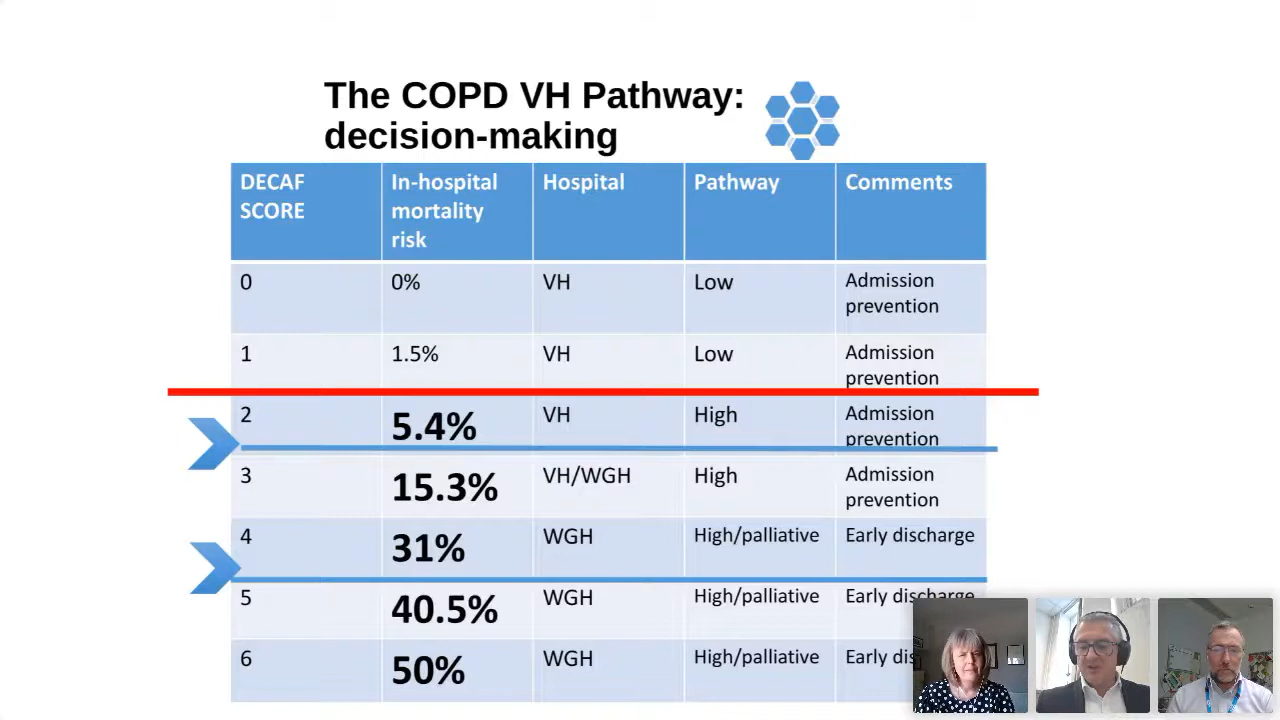 The COPD VH Pathway:
decision-making
DECAF SCORE In-hospital mortality risk Hospital Pathway Comments
0 0% VH Low Admission prevention
1 1.5% VH Low Admission prevention
2 5.4% VH High Admission prevention
3 15.3% VH/WGH High Admission prevention
4 31% WGH High/palliative Early discharge
5 40.5% WGH High/palliative Early discharge
6 50% WGH High/palliative Early